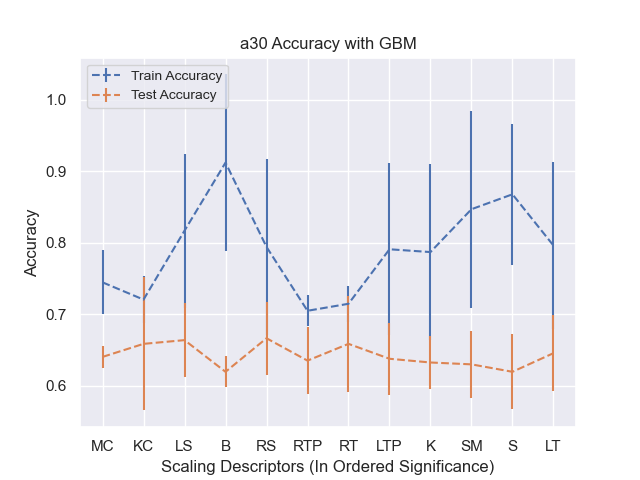 a30 Accuracy with GBM
Train Accuracy
Test Accuracy
1.0
0.9
0.8
0.7
0.6
Accuracy
MC KC LS B RS RTP RT LTP K SM S LT
Scaling Descriptors (In Ordered Significance)